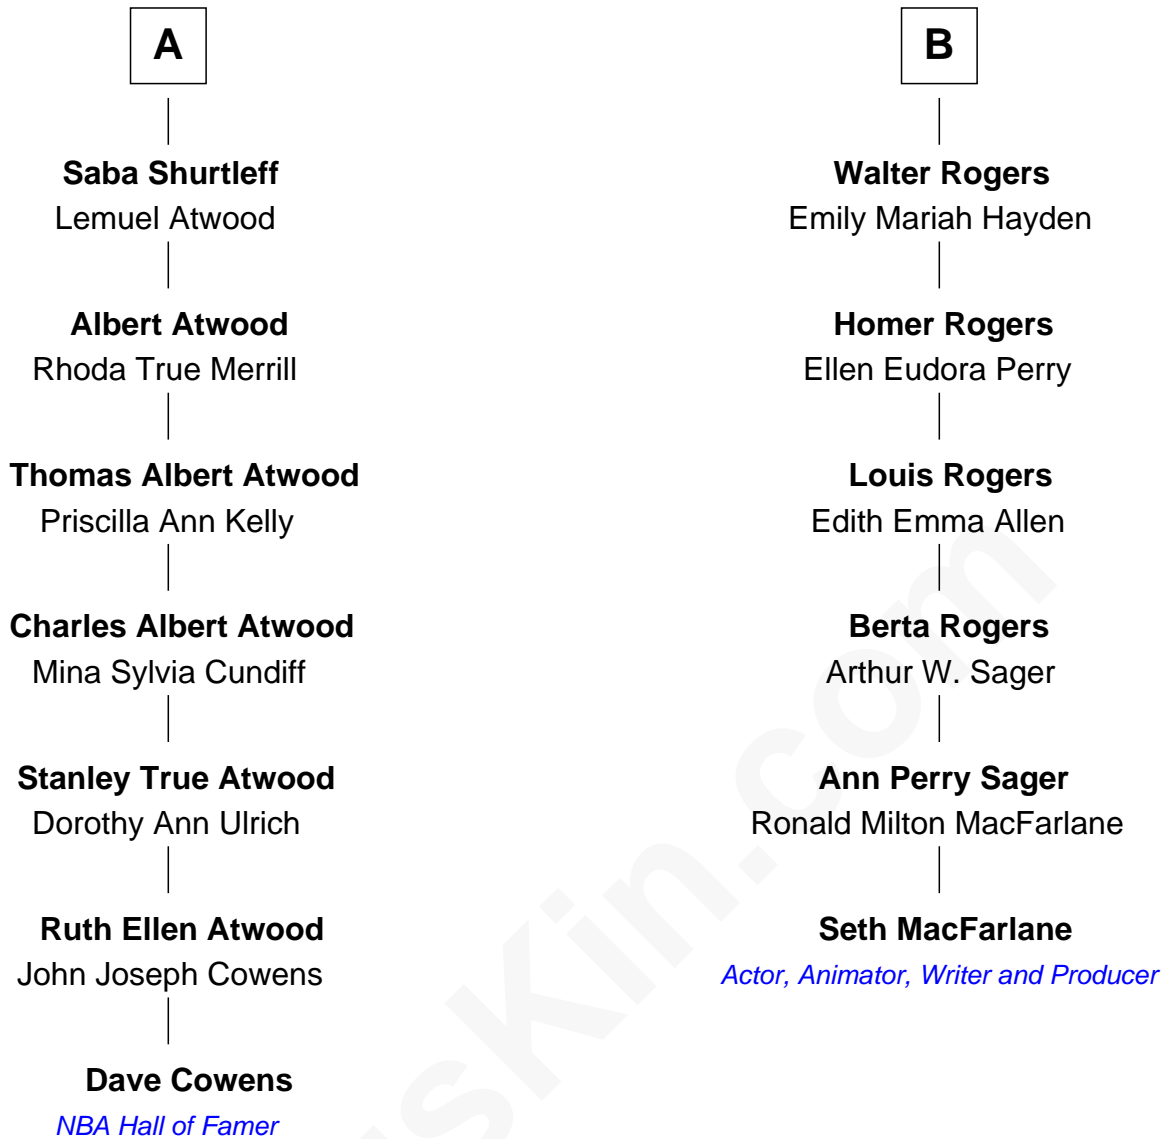 A
Saba Shurtleff
Lemuel Atwood
Albert Atwood
Rhoda True Merrill
Thomas Albert Atwood
Priscilla Ann Kelly
Charles Albert Atwood
Mina Sylvia Cundiff
Stanley True Atwood
Dorothy Ann Ulrich
Ruth Ellen Atwood
John Joseph Cowens
Dave Cowens
NBA Hall of Famer
B
Walter Rogers
Emily Mariah Hayden
Homer Rogers
Ellen Eudora Perry
Louis Rogers
Edith Emma Allen
Berta Rogers
Arthur W. Sager
Ann Perry Sager
Ronald Milton MacFarlane
Seth MacFarlane
Actor, Animator, Writer and Producer